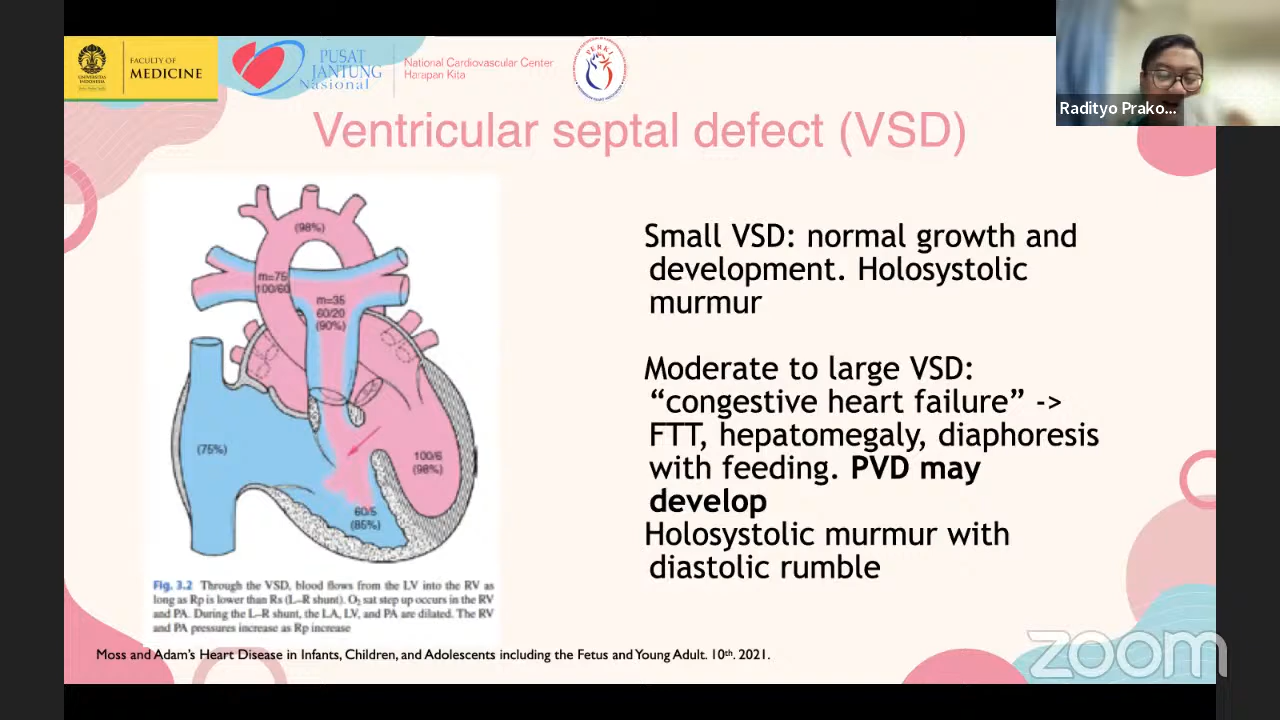 UNIVERSITAS
INDONESIA
FACULTY OF
MEDICINE
PUSAT
JANTUNG
Nasional
National Cardiovascular Center
Harapan Kita
PERKI
Radityo Prako...
Ventricular septal defect (VSD)
(98%)
m=75
100/60
m=35
60/20
(90%)
(75%)
100/6
(98%)
60/5
(85%)
Fig. 3.2 Through the VSD, blood flows from the LV into the RV as
long as Rp is lower than Rs (L–R shunt). O2 sat step up occurs in the RV
and PA. During the L–R shunt, the LA, LV, and PA are dilated. The RV
and PA pressures increase as Rp increase
Small VSD: normal growth and
development. Holosystolic
murmur
Moderate to large VSD:
“congestive heart failure” ->
FTT, hepatomegaly, diaphoresis
with feeding. PVD may
develop
Holosystolic murmur with
diastolic rumble
Moss and Adam's Heart Disease in Infants, Children, and Adolescents including the Fetus and Young Adult. 10th. 2021.
zoom